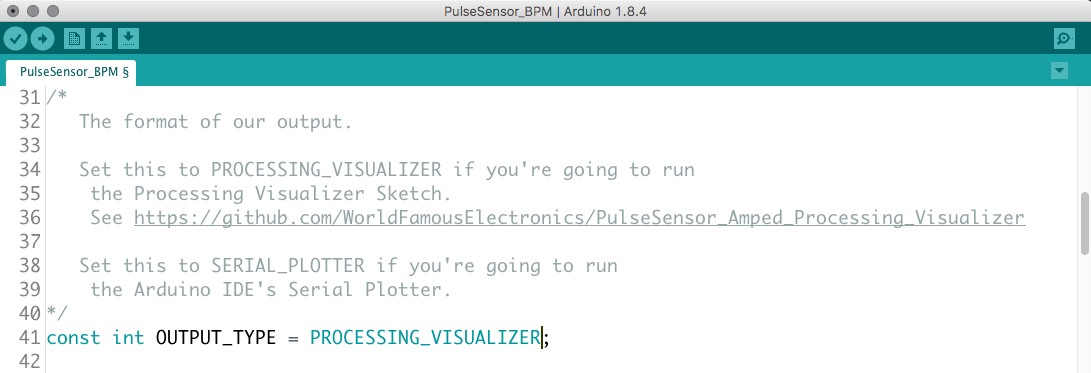 PulseSensor_BPM | Arduino 1.8.4
PulseSensor_BPM §
31 /*
32 The format of our output.
33
34 Set this to PROCESSING_VISUALIZER if you're going to run
35 the Processing Visualizer Sketch.
36 See https://github.com/WorldFamousElectronics/PulseSensor_Amped_Processing_Visualizer
37
38 Set this to SERIAL_PLOTTER if you're going to run
39 the Arduino IDE's Serial Plotter.
40 */
41 const int OUTPUT_TYPE = PROCESSING_VISUALIZER;
42